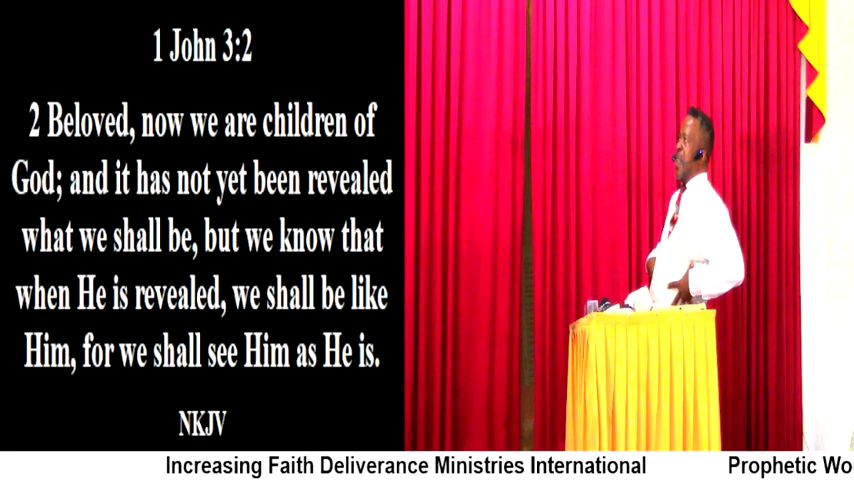 1 John 3:2
2 Beloved, now we are children of
God; and it has not yet been revealed
what we shall be, but we know that
when He is revealed, we shall be like
Him, for we shall see Him as He is.
NKJV
Increasing Faith Deliverance Ministries International Prophetic Wo